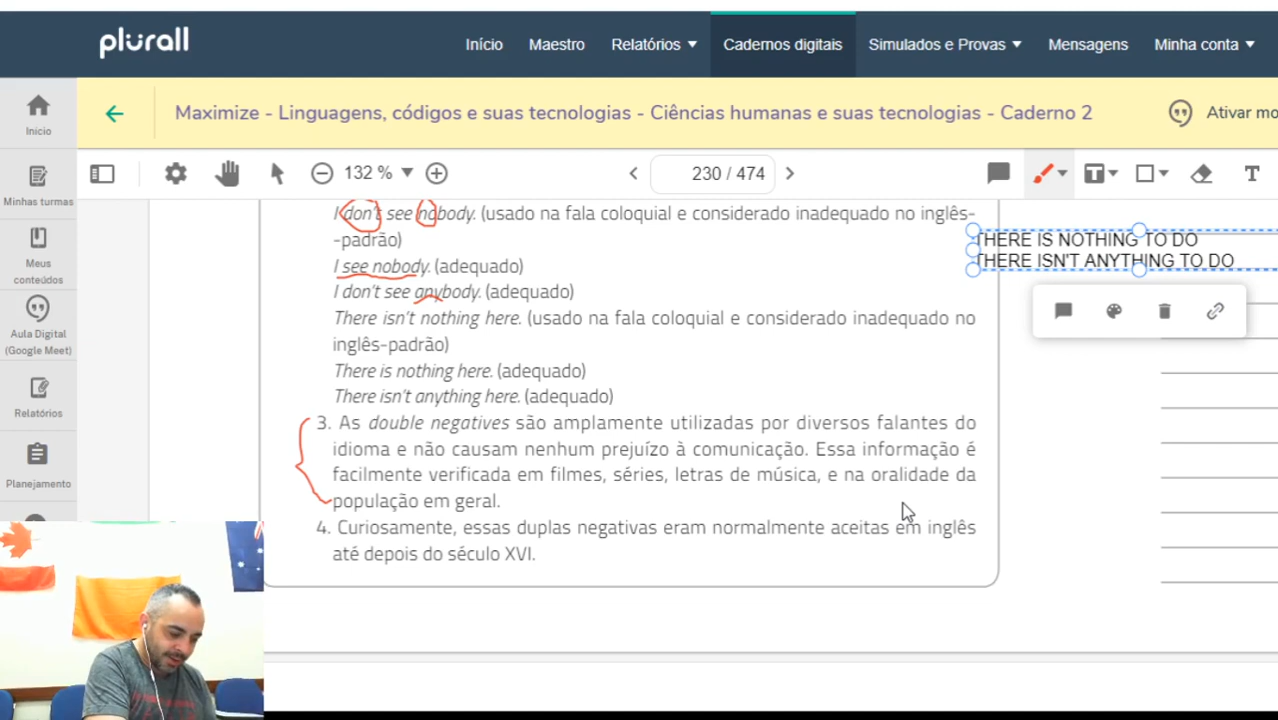 plurall
Início
Maestro
Relatórios
Cadernos digitais
Simulados e Provas
Mensagens
Minha conta
Inicio
Maximize - Linguagens, códigos e suas tecnologias - Ciências humanas e suas tecnologias - Caderno 2
Ativar mo
132 %
230 / 474
T
T
Minhas turmas
Meus
conteúdos
Aula Digital
(Google Meet)
Relatórios
Planejamento
I don't see nobody. (usado na fala coloquial e considerado inadequado no inglês-
-padrão)
I see nobody. (adequado)
I don't see anybody. (adequado)
There isn't nothing here. (usado na fala coloquial e considerado inadequado no
inglês-padrão)
There is nothing here. (adequado)
There isn't anything here. (adequado)
3. As double negatives são amplamente utilizadas por diversos falantes do
idioma e não causam nenhum prejuízo à comunicação. Essa informação é
facilmente verificada em filmes, séries, letras de música, e na oralidade da
população em geral.
4. Curiosamente, essas duplas negativas eram normalmente aceitas em inglês
até depois do século XVI.
THERE IS NOTHING TO DO
THERE ISN'T ANYTHING TO DO